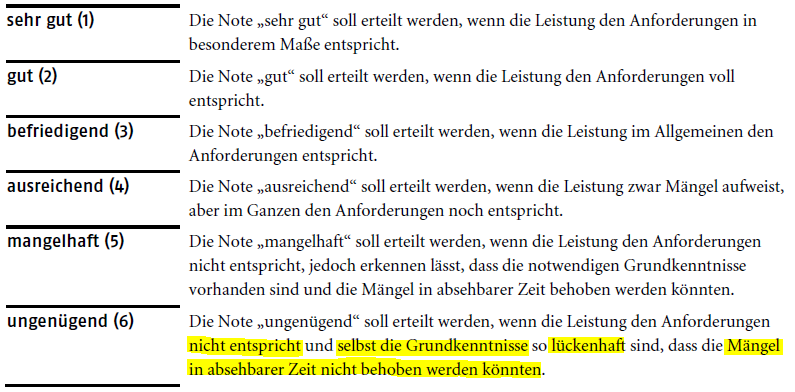 sehr gut (1) Die Note „sehr gut“ soll erteilt werden, wenn die Leistung den Anforderungen in
besonderem Maße entspricht.
gut (2) Die Note „gut“ soll erteilt werden, wenn die Leistung den Anforderungen voll
entspricht.
befriedigend (3) Die Note „befriedigend“ soll erteilt werden, wenn die Leistung im Allgemeinen den
Anforderungen entspricht.
ausreichend (4) Die Note „ausreichend“ soll erteilt werden, wenn die Leistung zwar Mängel aufweist,
aber im Ganzen den Anforderungen noch entspricht.
mangelhaft (5) Die Note „mangelhaft“ soll erteilt werden, wenn die Leistung den Anforderungen
nicht entspricht, jedoch erkennen lässt, dass die notwendigen Grundkenntnisse
vorhanden sind und die Mängel in absehbarer Zeit behoben werden könnten.
ungenügend (6) Die Note „ungenügend“ soll erteilt werden, wenn die Leistung den Anforderungen
nicht entspricht und selbst die Grundkenntnisse so lückenhaft sind, dass die Mängel
in absehbarer Zeit nicht behoben werden könnten.